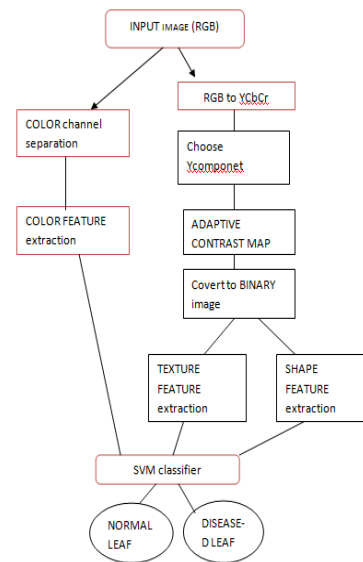 INPUT IMAGE (RGB)
RGB to YCbCr
COLOR channel
separation
Choose
Ycomponet
COLOR FEATURE
extraction
ADAPTIVE
CONTRAST MAP
Covert to BINARY
image
TEXTURE
FEATURE
extraction
SHAPE
FEATURE
extraction
SVM classifier
NORMAL
LEAF
DISEASE-
D LEAF